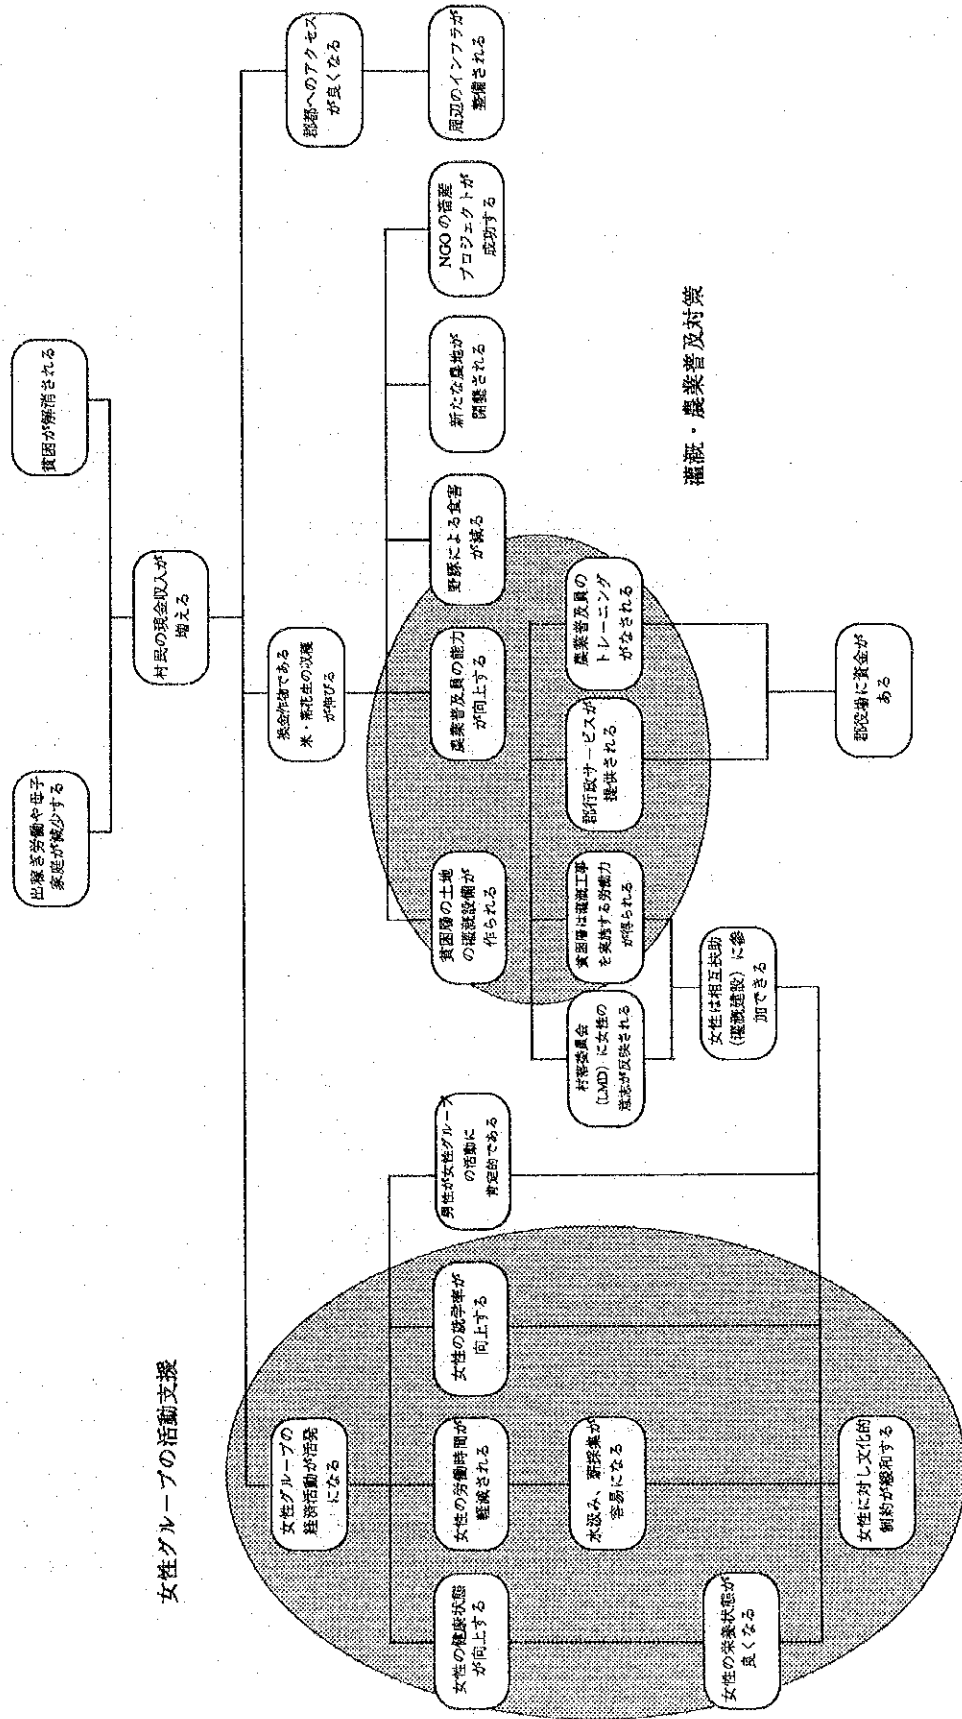 出稼ぎ労働や母子
家庭が減少する
貧困が解消される
村民の現金収入が
増える
女性グループの活動支援
女性グループの
経済活動が活発
になる
換金作物である
米・落花生の収穫
が伸びる
郡都へのアクセス
が良くなる
女性の健康状態
が向上する
女性の労働時間が
軽減される
女性の就学率が
向上する
男性が女性グループ
の活動に
肯定的である
貧困層の土地
の灌漑設備が
作られる
農業普及員の能力
が向上する
野豚による食害
が減る
新たな農地が
開墾される
NGOの畜産
プロジェクトが
成功する
周辺のインフラが
整備される
水汲み、薪採集が
容易になる
村落委員会
(LMD)に女性の
意志が反映される
貧困層は灌漑工事
を実施する労働力
が得られる
郡行政サービスが
提供される
農業普及員の
トレーニング
がなされる
灌漑・農業普及対策
女性の栄養状態が
良くなる
女性は相互扶助
(灌漑建設)に参
加できる
女性に対し文化的
制約が緩和する
郡役場に資金が
ある